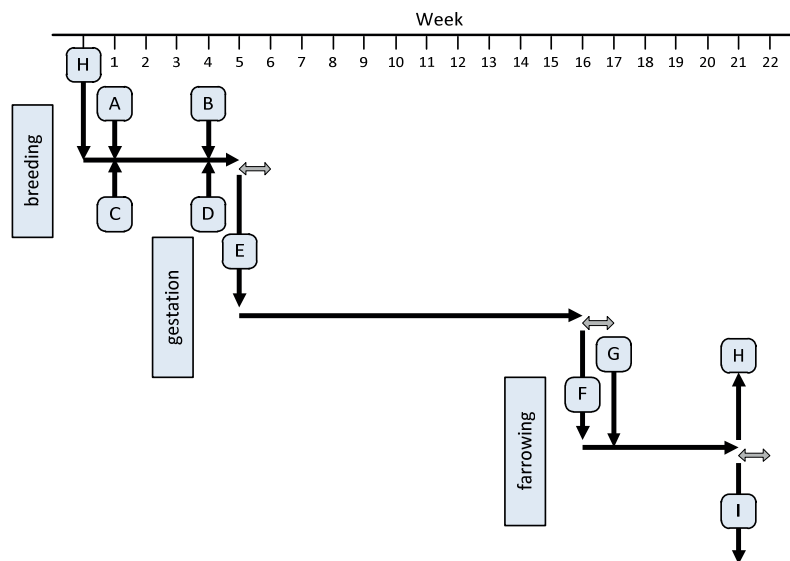 Week
H 1 2 3 4 5 6 7 8 9 10 11 12 13 14 15 16 17 18 19 20 21 22
A B
breeding
C D
E
gestation
G H
F
farrowing
I